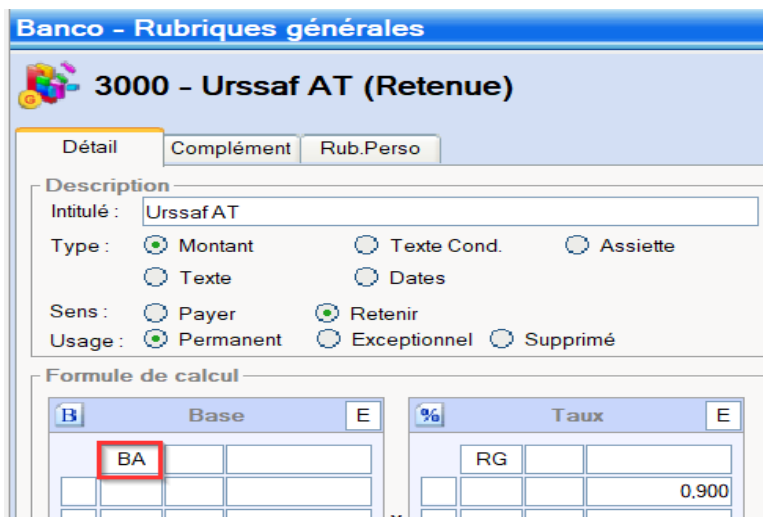 Banco - Rubriques générales
G
3000 - Urssaf AT (Retenue)
Détail Complément Rub.Perso
Description
Intitulé : Urssaf AT
Type : Montant Texte Cond. Assiette
Texte Dates
Sens : Payer Retenir
Usage : Permanent Exceptionnel Supprimé
Formule de calcul
B Base E % Taux E
BA RG
0,900